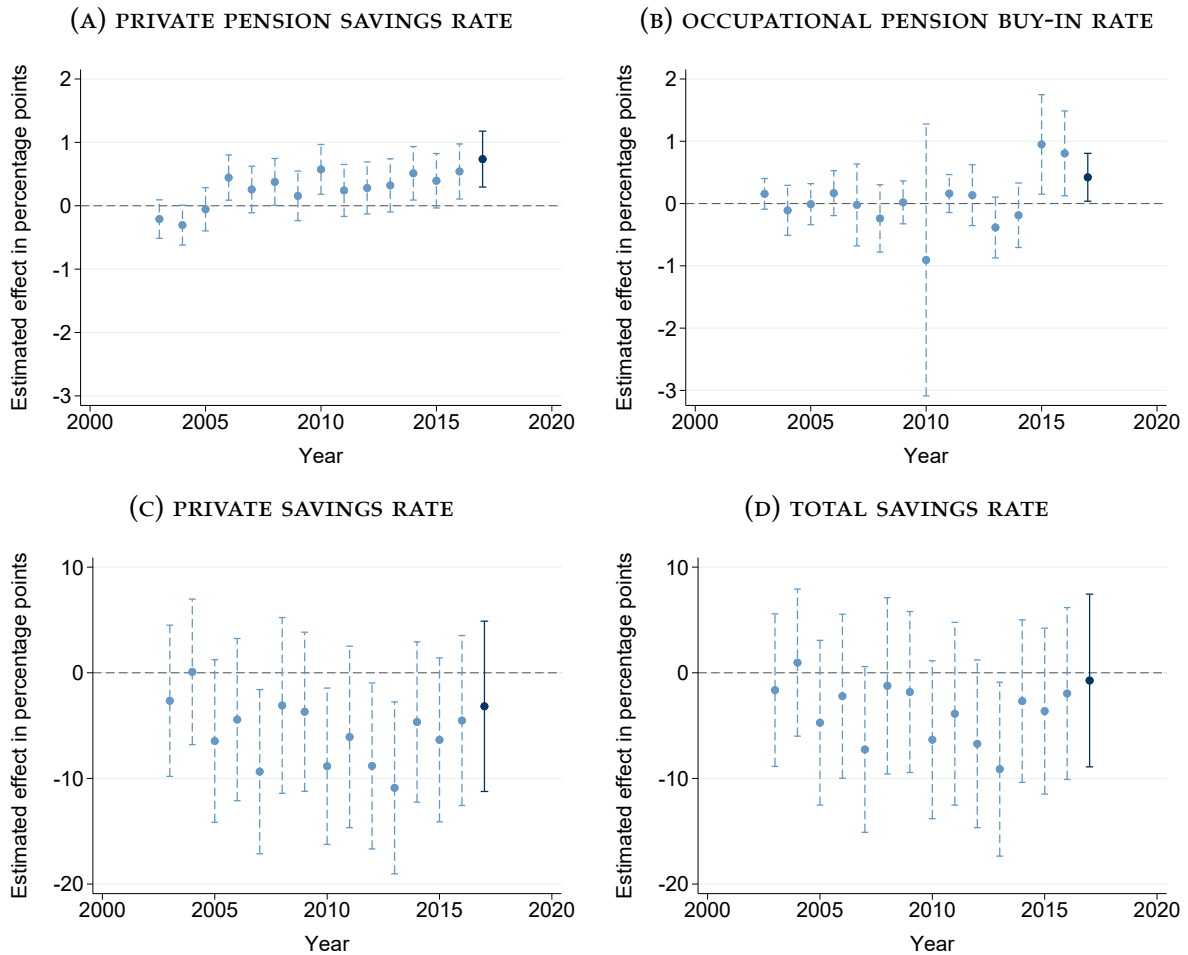 (A) PRIVATE PENSION SAVINGS RATE
Estimated effect in percentage points
2
1
0
-1
-2
-3
2000 2005 2010 2015 2020
Year
(B) OCCUPATIONAL PENSION BUY-IN RATE
Estimated effect in percentage points
2
1
0
-1
-2
-3
2000 2005 2010 2015 2020
Year
(C) PRIVATE SAVINGS RATE
Estimated effect in percentage points
10
0
-10
-20
2000 2005 2010 2015 2020
Year
(D) TOTAL SAVINGS RATE
Estimated effect in percentage points
10
0
-10
-20
2000 2005 2010 2015 2020
Year